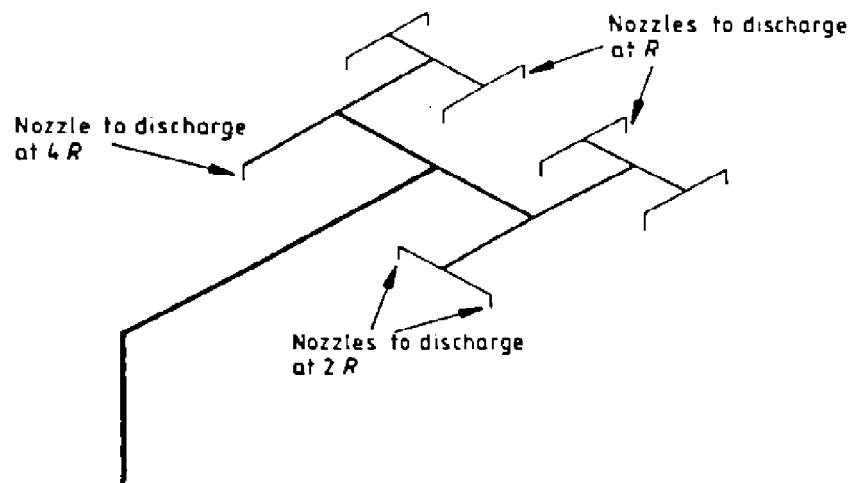 Nozzles to discharge
at R
Nozzle to discharge
at 4 R
Nozzles to discharge
at 2 R